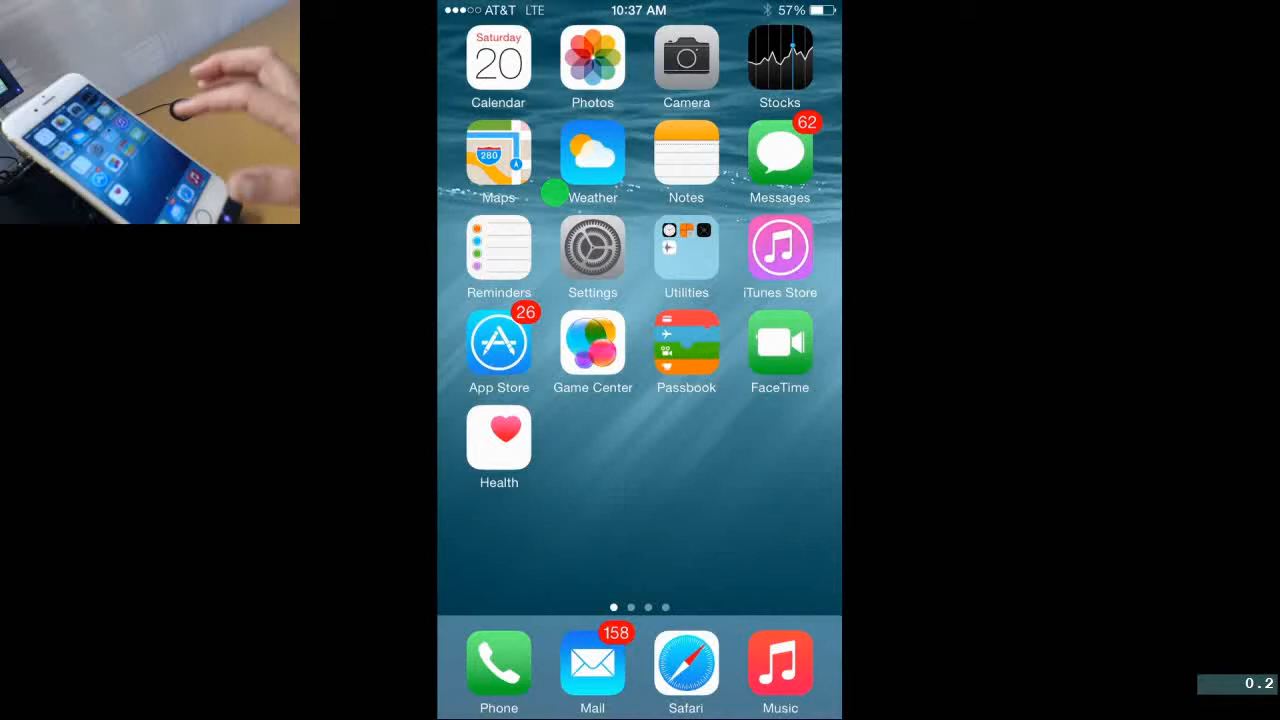 AT&T LTE 10:37 AM 57%
Saturday
20
Calendar Photos Camera Stocks
280
62
Maps Weather Notes Messages
Reminders Settings Utilities iTunes Store
26
App Store Game Center Passbook FaceTime
Health
158
Phone Mail Safari Music
0.2